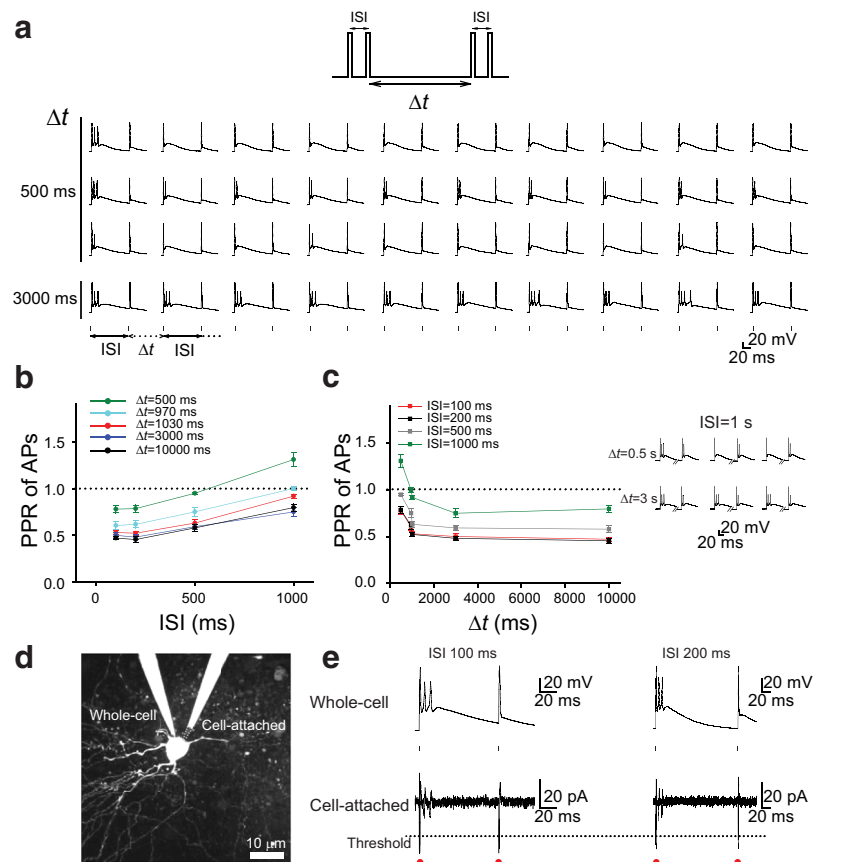 a
ISI
ISI
Δt
Δt
500 ms
3000 ms
ISI
Δt
ISI
20 mV
20 ms
b
Δt=500 ms
Δt=970 ms
Δt=1030 ms
Δt=3000 ms
Δt=10000 ms
PPR of APs
1.5
1.0
0.5
0.0
0
500
1000
ISI (ms)
c
ISI=100 ms
ISI=200 ms
ISI=500 ms
ISI=1000 ms
PPR of APs
1.5
1.0
0.5
0.0
0
2000
4000
6000
8000
10000
Δt (ms)
ISI=1 s
Δt=0.5 s
Δt=3 s
20 mV
20 ms
d
Whole-cell
Cell-attached
10 μm
e
ISI 100 ms
ISI 200 ms
Whole-cell
20 mV
20 ms
20 mV
20 ms
Cell-attached
20 pA
20 ms
20 pA
20 ms
Threshold